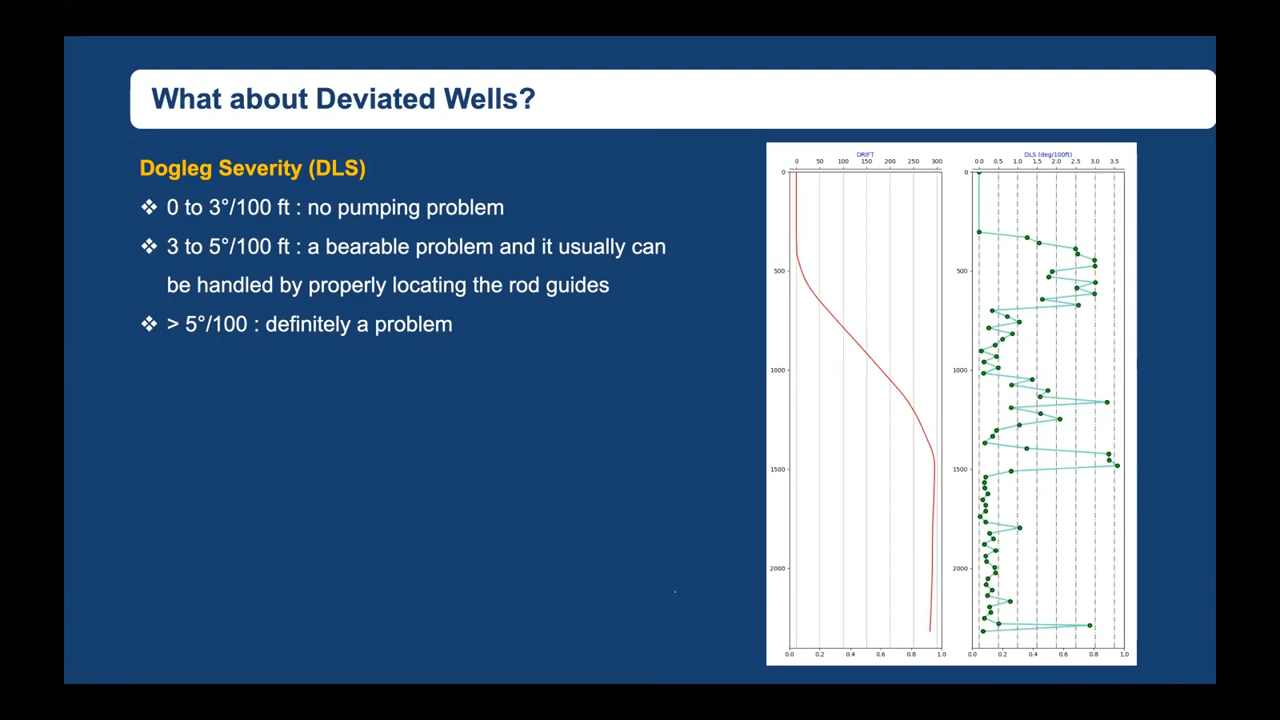 What about Deviated Wells?
Dogleg Severity (DLS)
❖ 0 to 3°/100 ft : no pumping problem
❖ 3 to 5°/100 ft : a bearable problem and it usually can
be handled by properly locating the rod guides
❖ > 5°/100 : definitely a problem
DRIFT
0 50 100 150 200 250 300
0
500
1000
1500
2000
0.0 0.2 0.4 0.6 0.8 1.0
DLS (deg/100ft)
0.0 0.5 1.0 1.5 2.0 2.5 3.0 3.5
0
500
1000
1500
2000
0.0 0.2 0.4 0.6 0.8 1.0